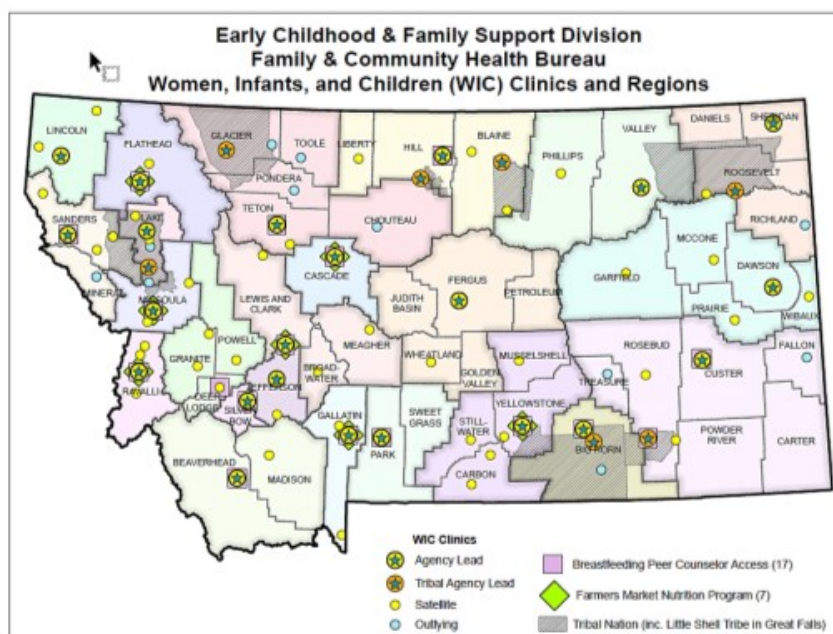 Early Childhood & Family Support Division
Family & Community Health Bureau
Women, Infants, and Children (WIC) Clinics and Regions
LINCOLN
FLATHEAD
GLACIER
TOOLE
LIBERTY
HILL
BLAINE
PHILLIPS
VALLEY
DANIELS
SHERIDAN
ROOSEVELT
PONDERA
TETON
CHOUTEAU
RICHLAND
SANDERS
LAKE
MCCONE
DAWSON
CASCADE
FERGUS
GARFIELD
MINERAL
MISSOULA
LEWIS AND
CLARK
JUDITH
BASIN
PETROLEUM
PRAIRIE
WIBAUX
POWELL
GRANITE
MEAGHER
WHEATLAND
GOLDEN
VALLEY
MUSSELSHELL
ROSEBUD
TREASURE
CUSTER
FALLON
RAVALLI
DEER
LODGE
SILVER
BOW
JEFFERSON
BROAD-
WATER
GALLATIN
PARK
SWEET
GRASS
STILL-
WATER
YELLOWSTONE
BIG HORN
POWDER
RIVER
CARTER
BEAVERHEAD
MADISON
CARBON
WIC Clinics
Agency Lead
Tribal Agency Lead
Satellite
Outlying
Breastfeeding Peer Counselor Access (17)
Farmers Market Nutrition Program (7)
Tribal Nation (inc. Little Shell Tribe in Great Falls)